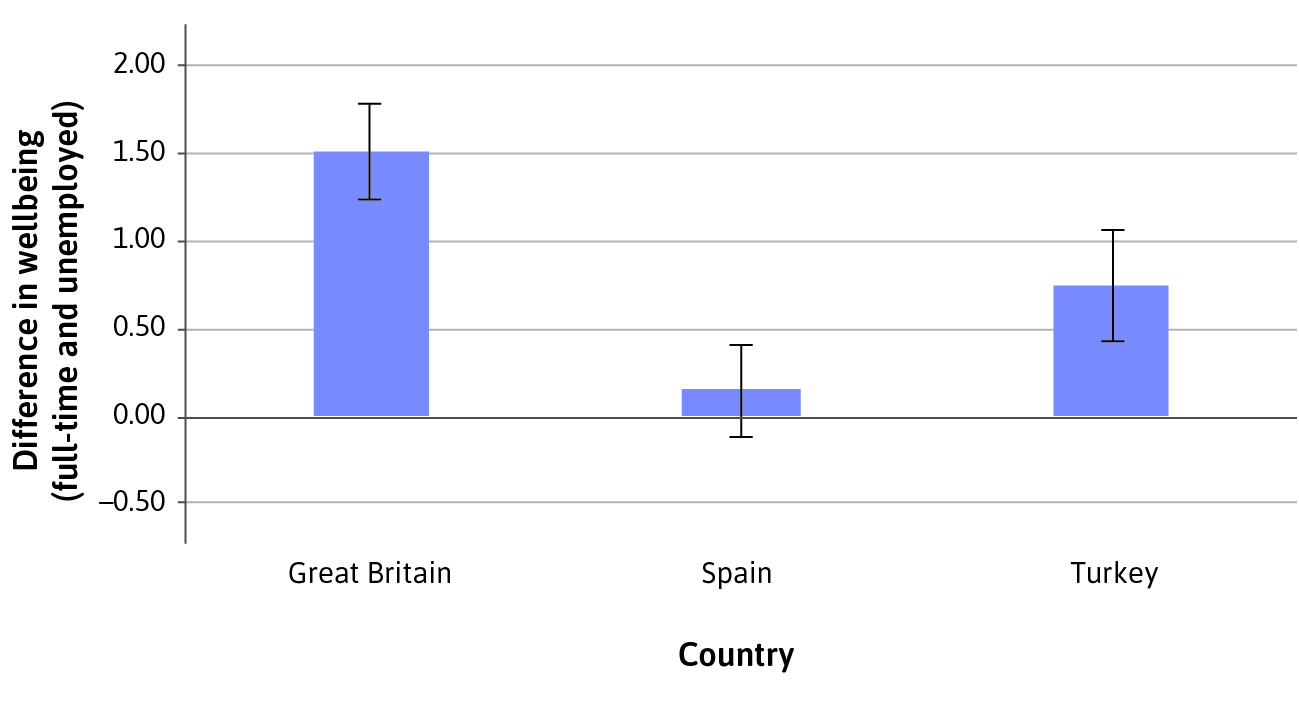 Difference in wellbeing
(full-time and unemployed)
2.00
1.50
1.00
0.50
0.00
–0.50
Great Britain
Spain
Turkey
Country